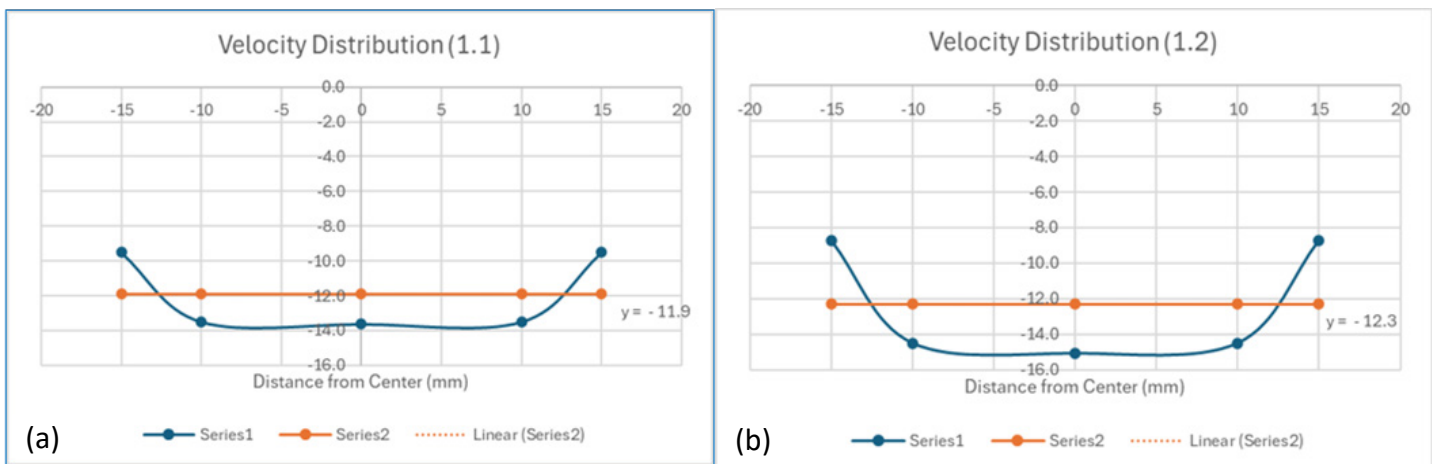 Velocity Distribution (1.1)
0.0
-20 -15 -10 -5 0 5 10 15 20
-2.0
-4.0
-6.0
-8.0
-10.0
-12.0
y = - 11.9
-14.0
-16.0
Distance from Center (mm)
(a)
Series1 Series2 Linear (Series2)
Velocity Distribution (1.2)
0.0
-20 -15 -10 -5 0 5 10 15 20
-2.0
-4.0
-6.0
-8.0
-10.0
-12.0
y = - 12.3
-14.0
-16.0
Distance from Center (mm)
(b)
Series1 Series2 Linear (Series2)